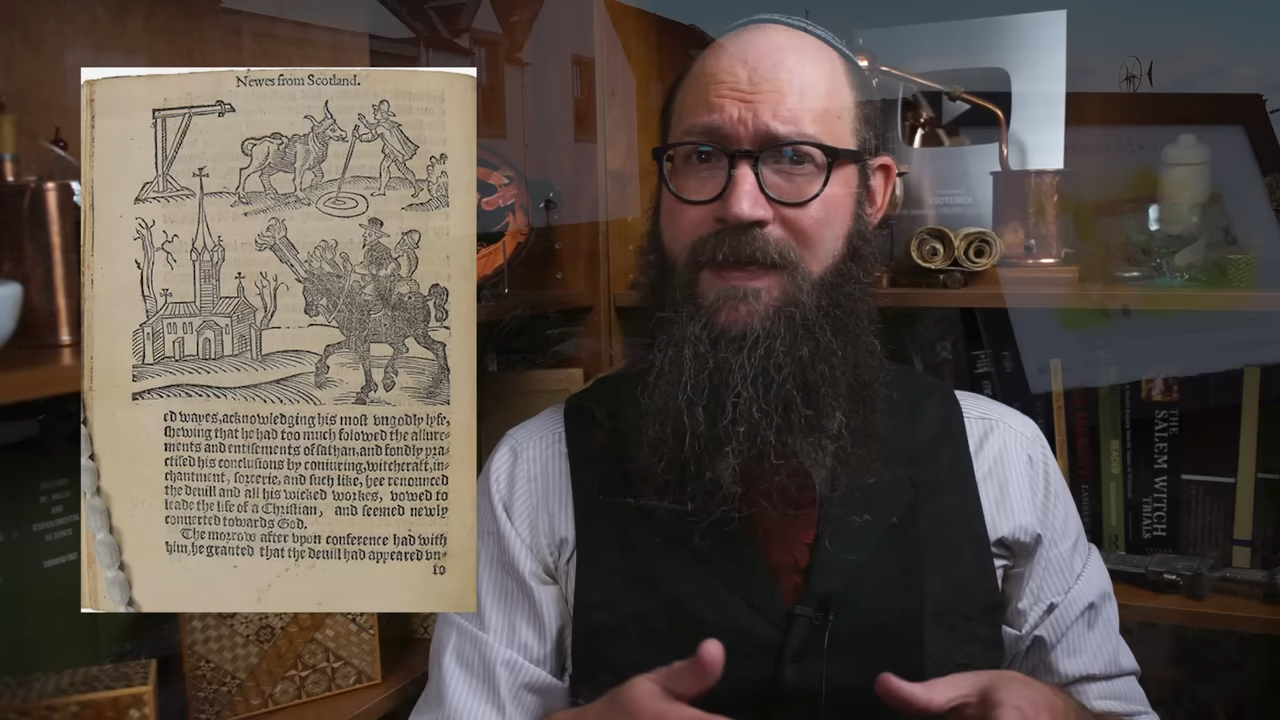 Newes from Scotland.
ed wayes, acknowledging his most vngodly lyfe,
shewing that he had too much folowed the allure-
ments and entisements of sathan, and fondly pra-
ctised his conclusions by coniuring, witchcraft, in-
chantment, sorcerie, and such like, hee renounced
the deuill and all his wicked workes, vowed to
leade the life of a Christian, and seemed newly
conuerted towards God.
The morrow after vpon conference had with
him, he granted that the deuill had appeared vn-
to
ESOTERICA
THE
SALEM WITCH
TRIALS
READER